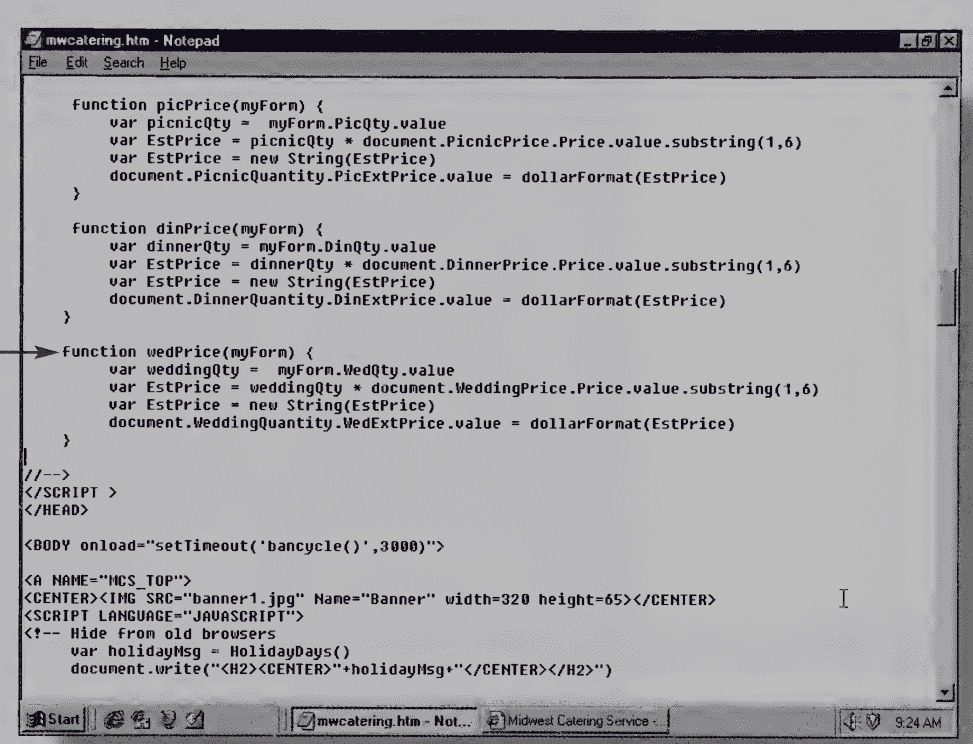 mwcatering.htm - Notepad
File Edit Search Help
function picPrice(myForm) {
var picnicQty = myForm.PicQty.value
var EstPrice = picnicQty * document.PicnicPrice.Price.value.substring(1,6)
var EstPrice = new String(EstPrice)
document.PicnicQuantity.PicExtPrice.value = dollarFormat(EstPrice)
}
function dinPrice(myForm) {
var dinnerQty = myForm.DinQty.value
var EstPrice = dinnerQty * document.DinnerPrice.Price.value.substring(1,6)
var EstPrice = new String(EstPrice)
document.DinnerQuantity.DinExtPrice.value = dollarFormat(EstPrice)
}
function wedPrice(myForm) {
var weddingQty = myForm.WedQty.value
var EstPrice = weddingQty * document.WeddingPrice.Price.value.substring(1,6)
var EstPrice = new String(EstPrice)
document.WeddingQuantity.WedExtPrice.value = dollarFormat(EstPrice)
}
//-->
</SCRIPT >
</HEAD>
<BODY onload="setTimeout('bancycle()',3000)">
<A NAME="MCS_TOP">
<CENTER><IMG SRC="banner1.jpg" Name="Banner" width=320 height=65></CENTER>
<SCRIPT LANGUAGE="JAVASCRIPT">
<!-- Hide from old browsers
var holidayMsg = HolidayDays()
document.write("<H2><CENTER>"+holidayMsg+"</CENTER></H2>")
Start mwcatering.htm - Not... Midwest Catering Service -... 9:24 AM